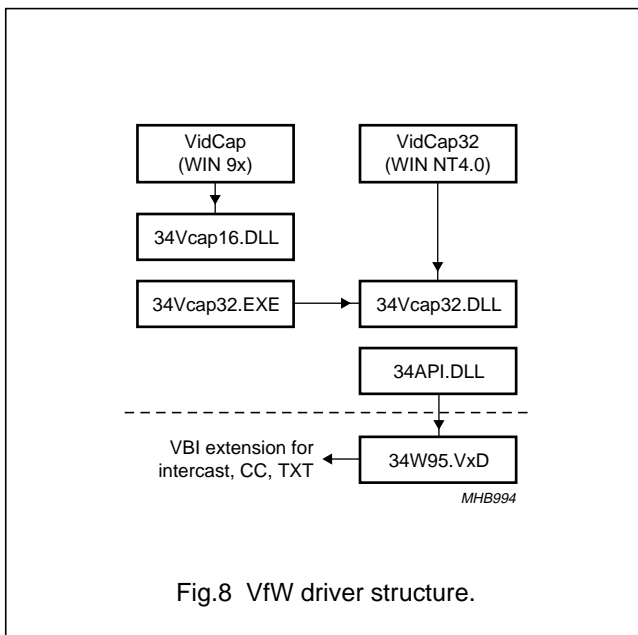 VidCap
(WIN 9x)
VidCap32
(WIN NT4.0)
34Vcap16.DLL
34Vcap32.EXE
34Vcap32.DLL
34API.DLL
VBI extension for
intercast, CC, TXT
34W95.VxD
MHB994
Fig.8 VfW driver structure.